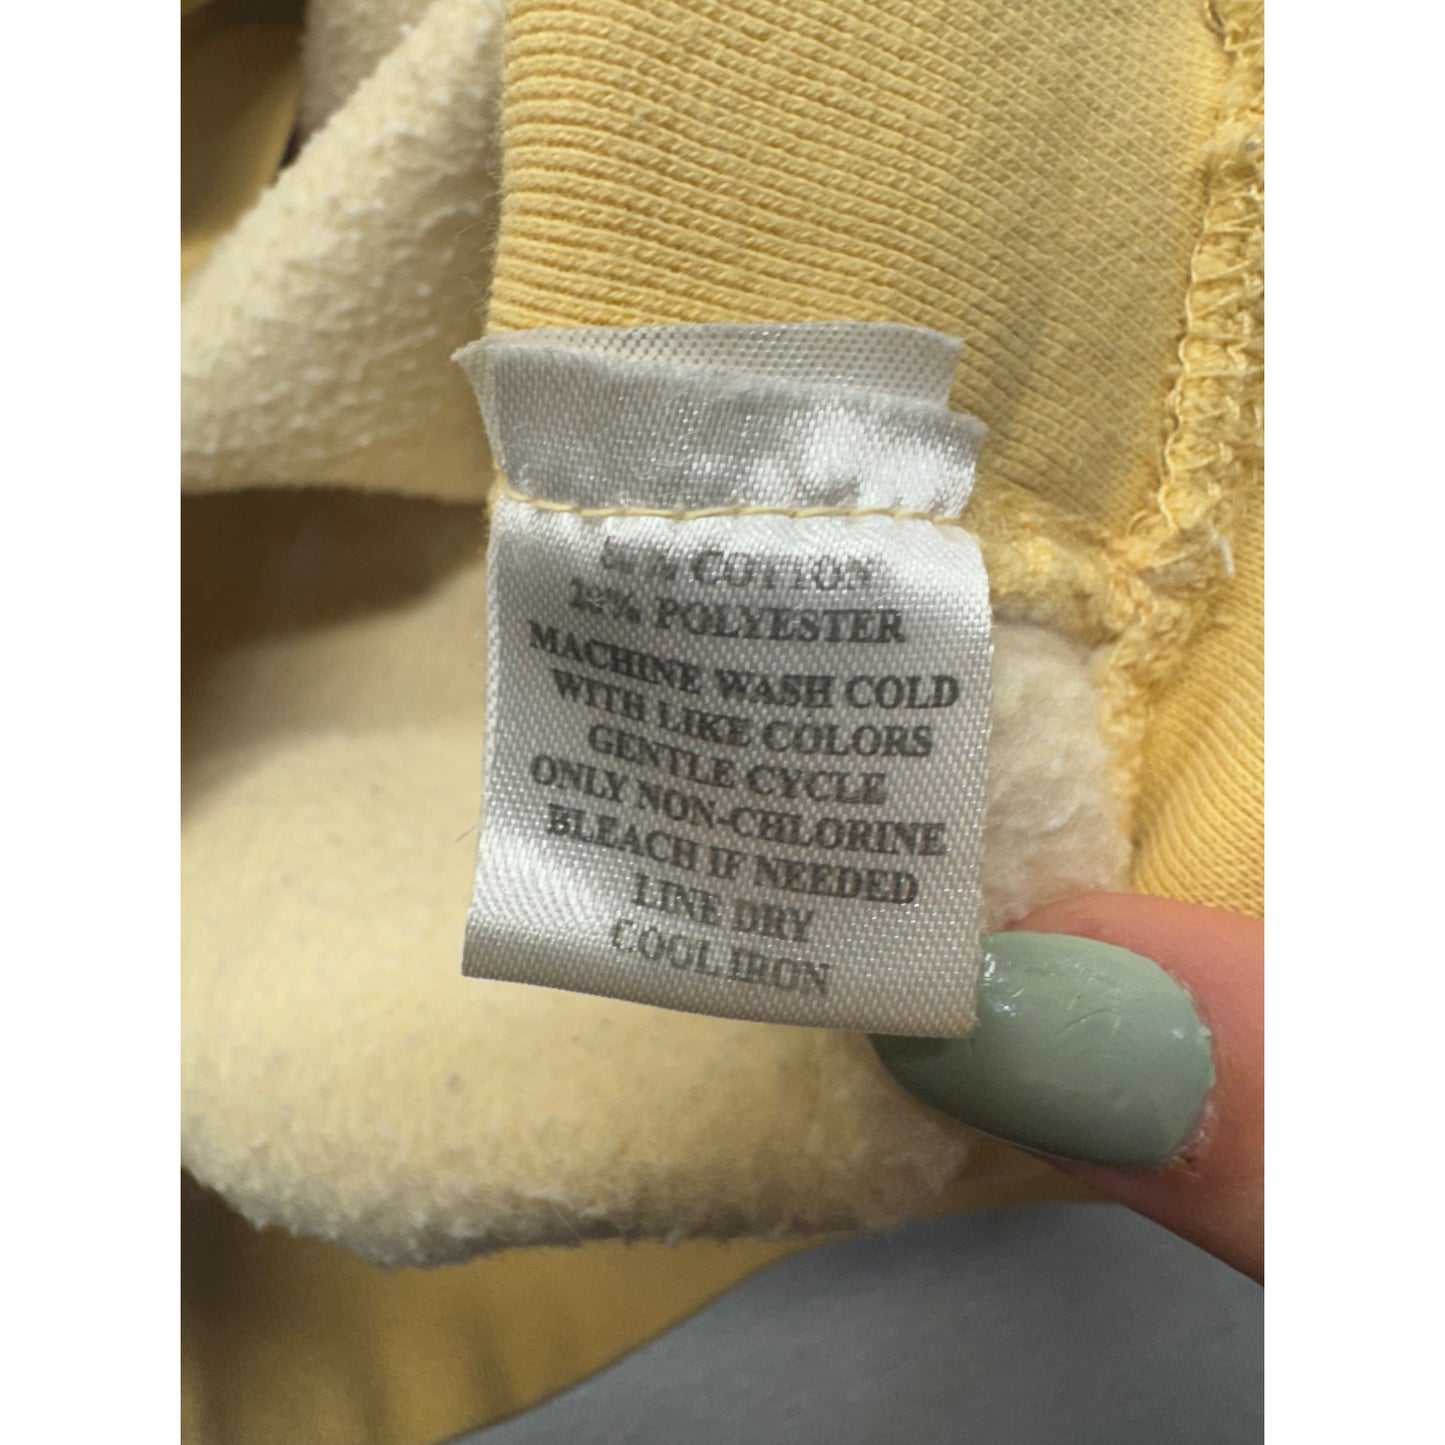 COTTON
POLYESTER
MACHINE WASH COLD
WITH LIKE COLORS
GENTLE CYCLE
ONLY NON-CHLORINE
BLEACH IF NEEDED
LINE DRY
COOL IRON